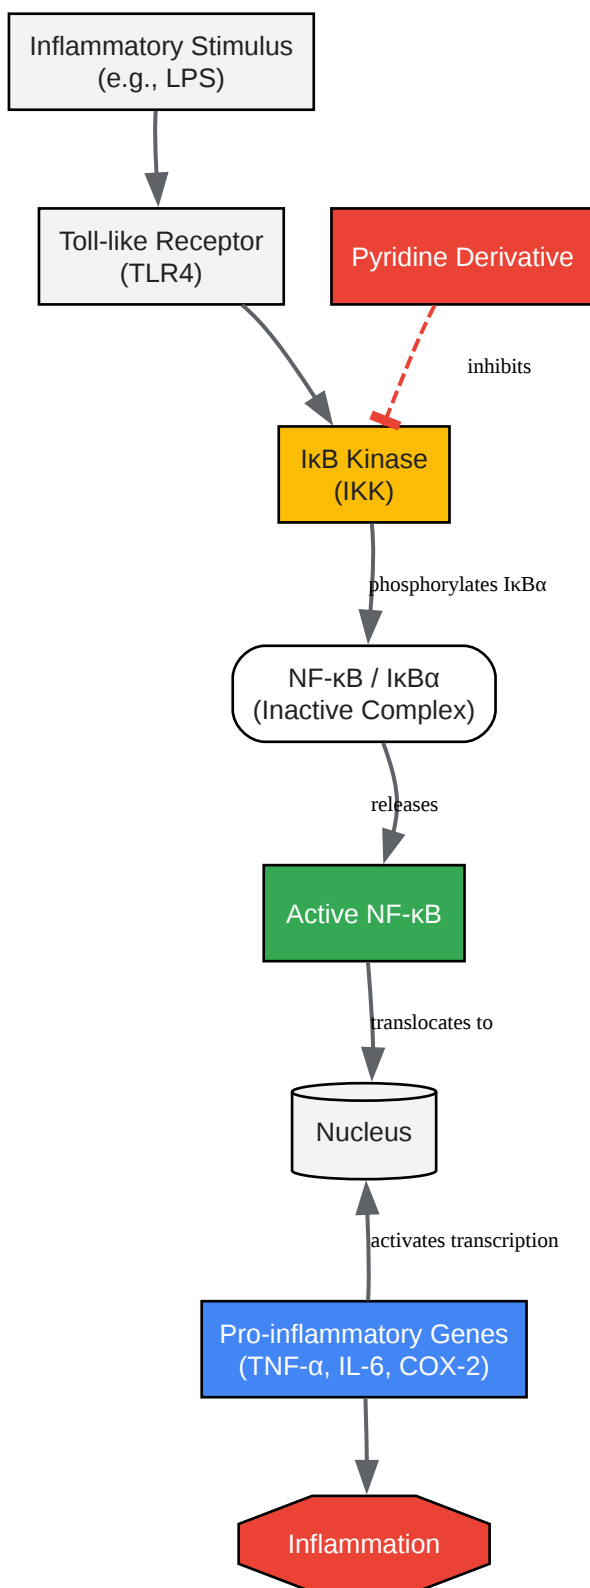 Inflammatory Stimulus
(e.g., LPS)
Toll-like Receptor
(TLR4)
Pyridine Derivative
inhibits
IκB Kinase
(IKK)
phosphorylates IκBα
NF-κB / IκBα
(Inactive Complex)
releases
Active NF-κB
translocates to
Nucleus
activates transcription
Pro-inflammatory Genes
(TNF-α, IL-6, COX-2)
Inflammation